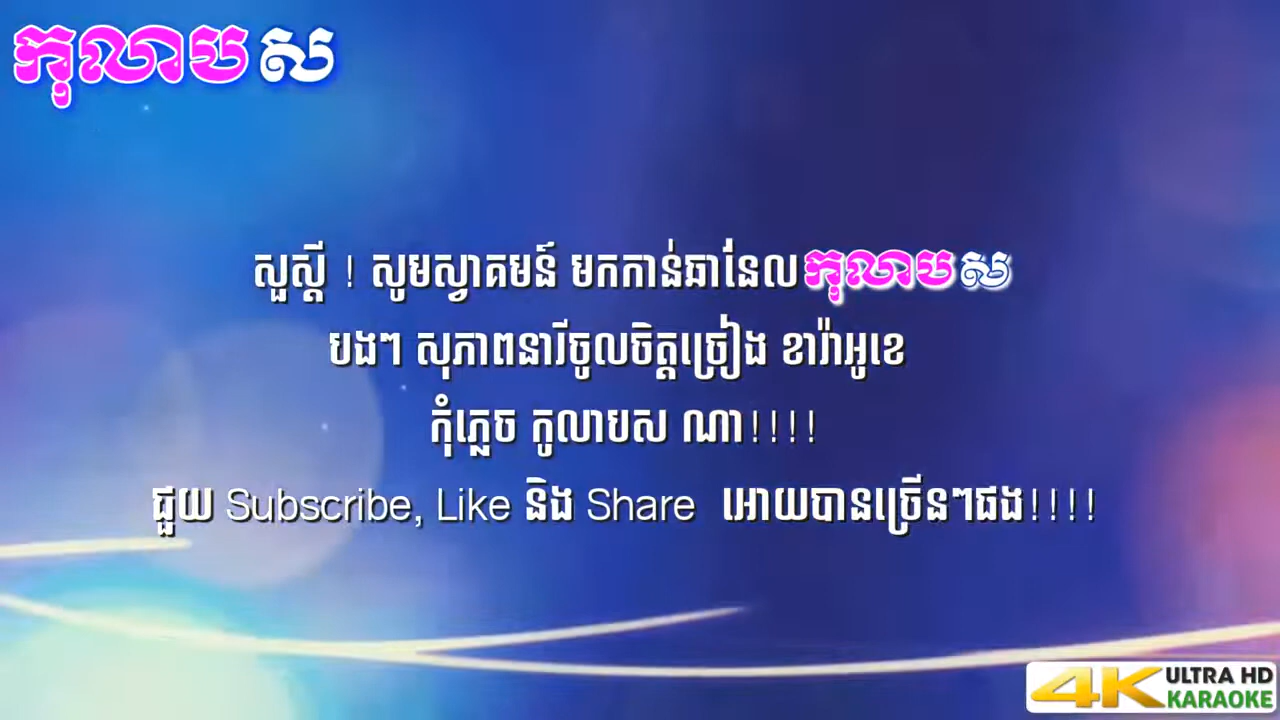 កុលាប ស
សួស្តី ! សូមស្វាគមន៍ មកកាន់ឆានែល កុលាប ស
បងៗ សុភាពនារីចូលចិត្តច្រៀង ខារ៉ាអូខេ
កុំភ្លេច កូលាបស ណា!!!!
ជួយ Subscribe, Like និង Share អោយបានច្រើនៗផង!!!!
4K ULTRA HD
KARAOKE